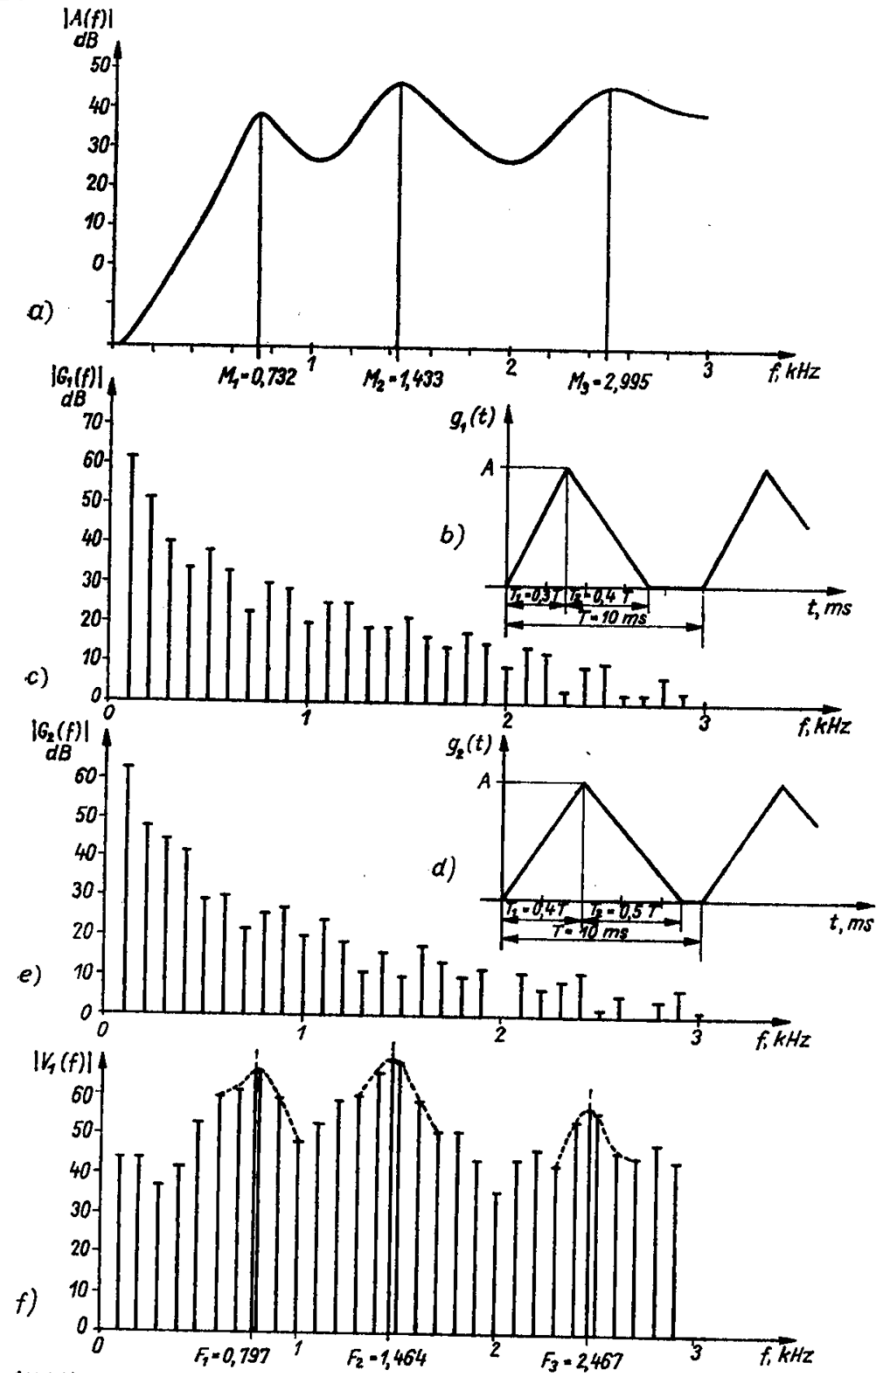 |A(f)|
dB
50
40
30
20
10
0
a)
M₁=0,732
1
M₂=1,433
2
M₃=2,995
3
f, kHz
|G₁(f)|
dB
70
60
50
40
30
20
10
0
c)
0
1
2
3
f, kHz
g₁(t)
A
b)
T₁=0,3T
T₂=0,4 T
T=10 ms
t, ms
|G₂(f)|
dB
60
50
40
30
20
10
0
e)
0
1
2
3
f, kHz
g₂(t)
A
d)
T₁=0,4T
T₂=0,5 T
T=10 ms
t, ms
|V₁(f)|
60
50
40
30
20
10
0
f)
0
F₁=0,797
1
F₂=1,464
2
F₃=2,467
3
f, kHz